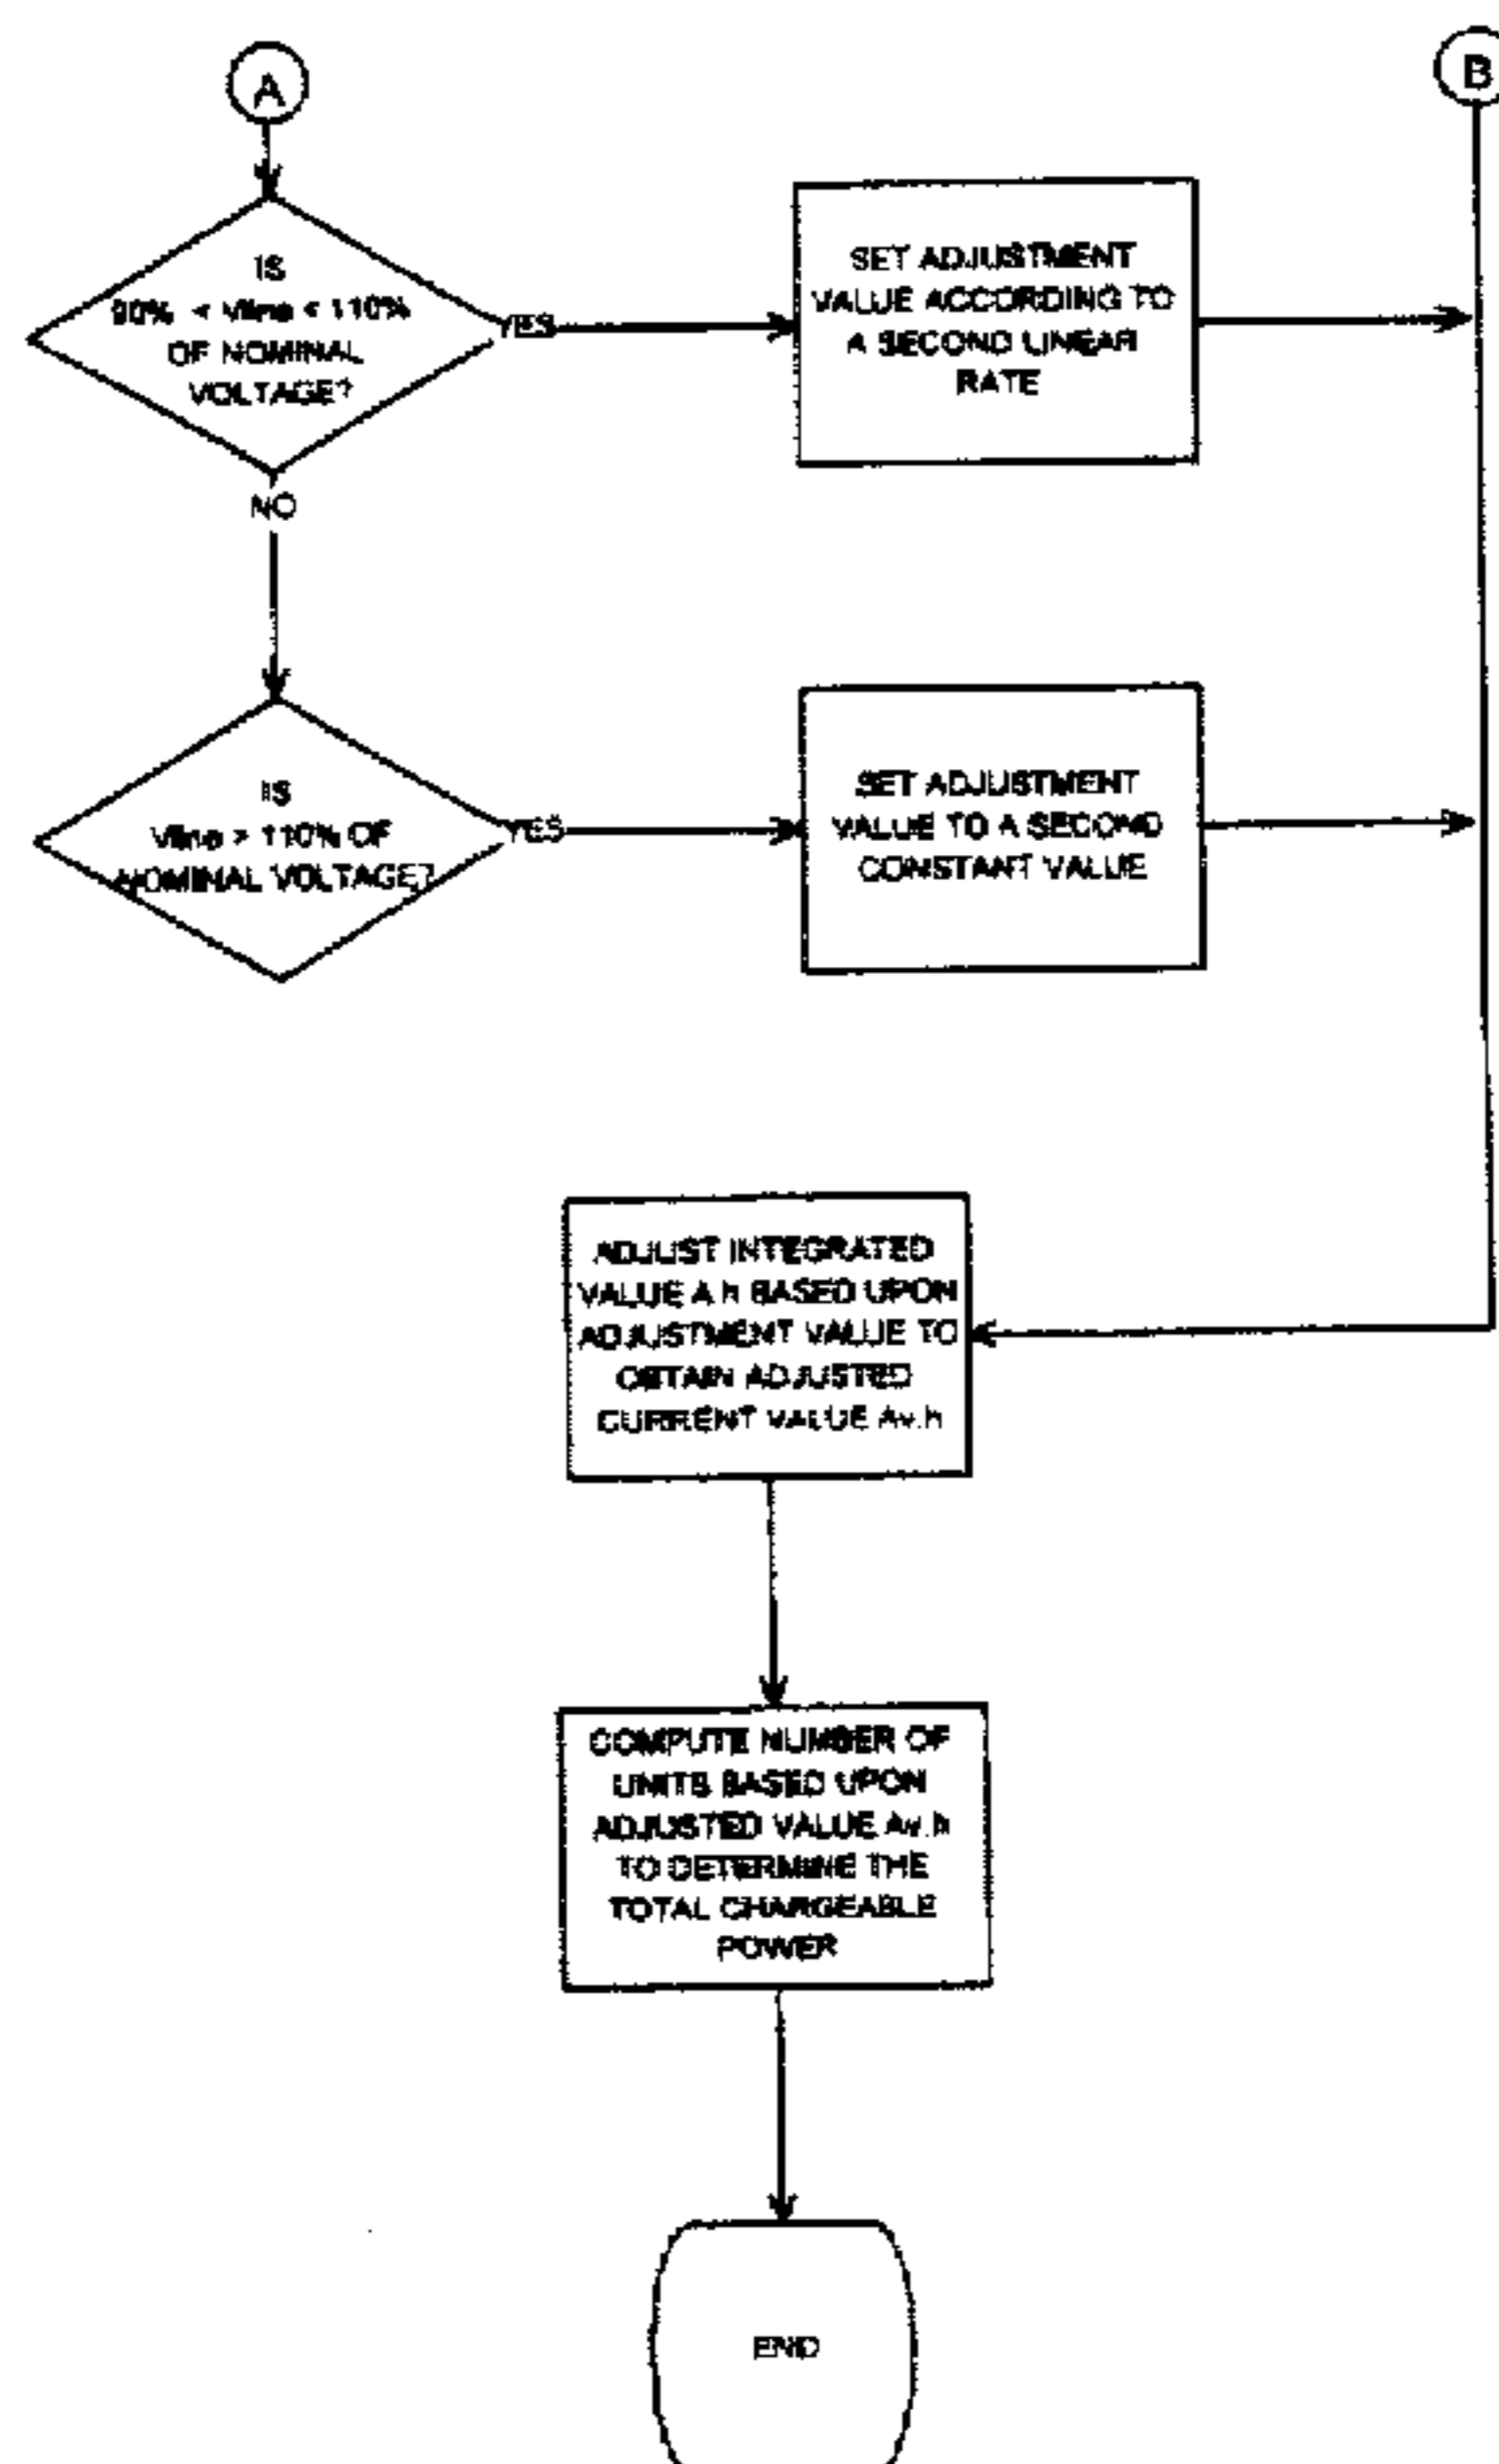 A
B
IS
90% < Vline < 110%
OF NOMINAL
VOLTAGE?
YES
SET ADJUSTMENT
VALUE ACCORDING TO
A SECOND LINEAR
RATE
NO
IS
Vline > 110% OF
NOMINAL VOLTAGE?
YES
SET ADJUSTMENT
VALUE TO A SECOND
CONSTANT VALUE
ADJUST INTEGRATED
VALUE A h BASED UPON
ADJUSTMENT VALUE TO
OBTAIN ADJUSTED
CURRENT VALUE Av.h
COMPUTE NUMBER OF
UNITS BASED UPON
ADJUSTED VALUE Av.h
TO DETERMINE THE
TOTAL CHARGEABLE
POWER
END